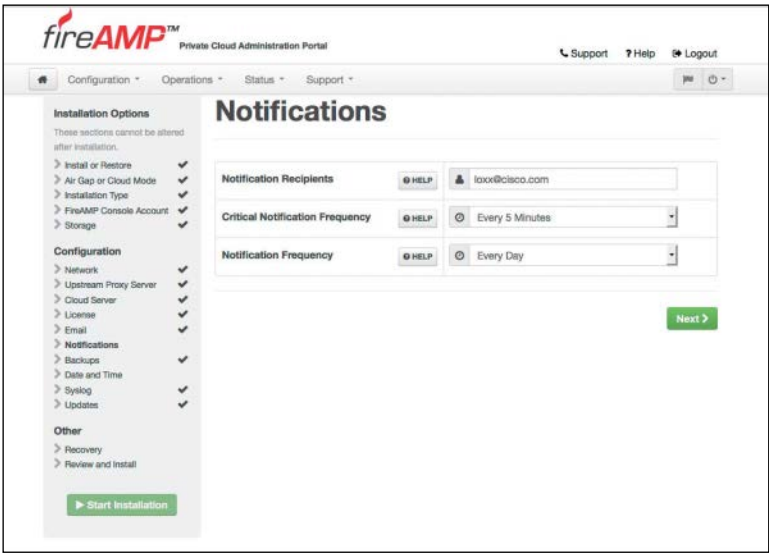 fireAMP™ Private Cloud Administration Portal
Support ? Help Logout
Configuration Operations Status Support
Installation Options
These sections cannot be altered
after installation.
Install or Restore
Air Gap or Cloud Mode
Installation Type
FireAMP Console Account
Storage
Configuration
Network
Upstream Proxy Server
Cloud Server
License
Email
Notifications
Backups
Date and Time
Syslog
Updates
Other
Recovery
Review and Install
Start Installation
Notifications
Notification Recipients HELP loxx@cisco.com
Critical Notification Frequency HELP Every 5 Minutes
Notification Frequency HELP Every Day
Next